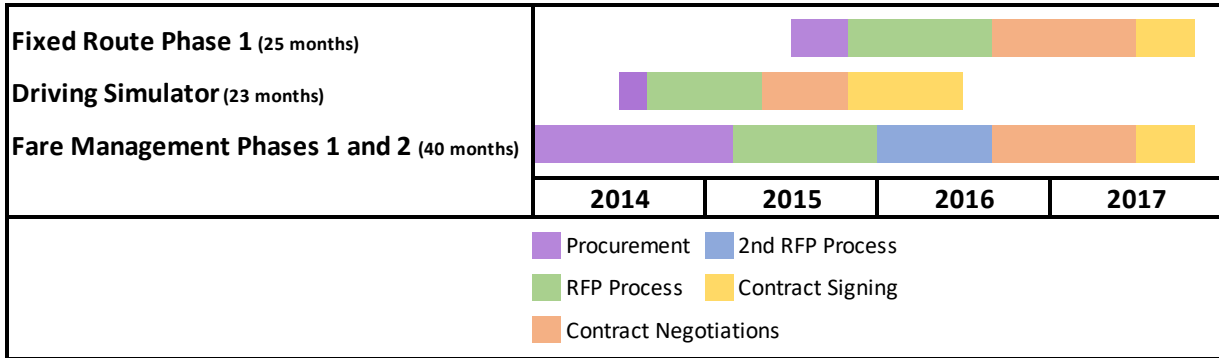 Fixed Route Phase 1 (25 months)
Driving Simulator (23 months)
Fare Management Phases 1 and 2 (40 months)
2014 2015 2016 2017
Procurement 2nd RFP Process
RFP Process Contract Signing
Contract Negotiations